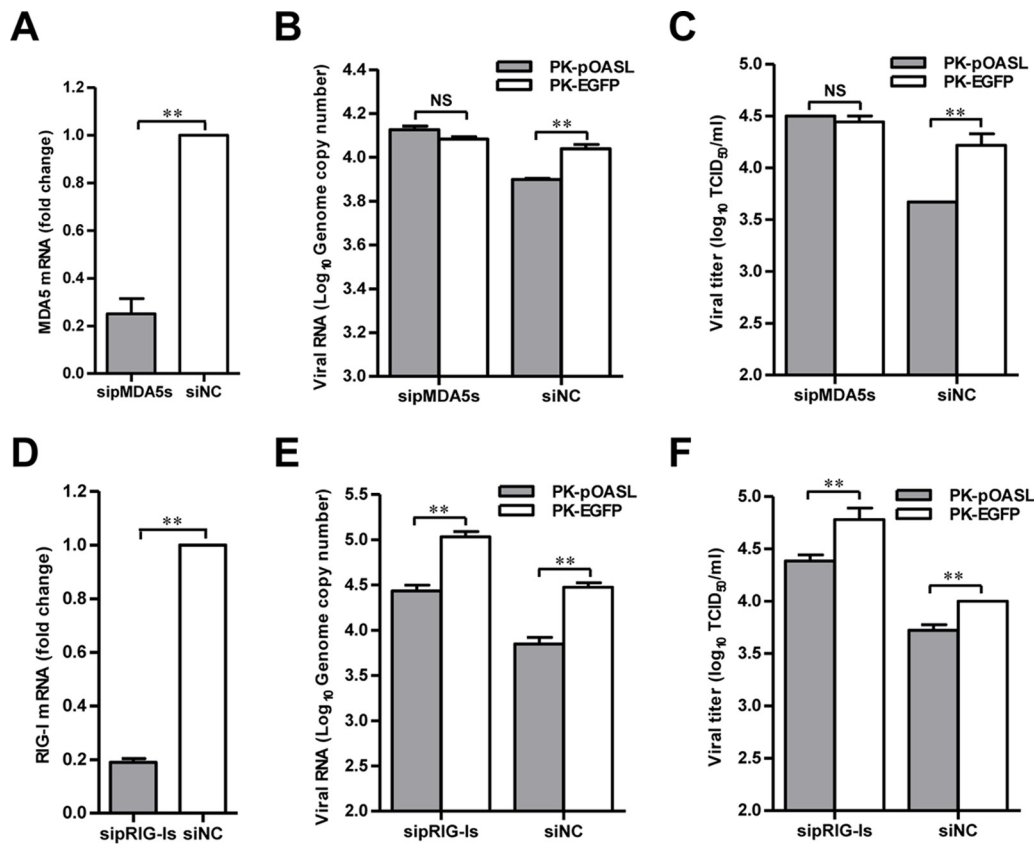 A
MDA5 mRNA (fold change)
1.2
1.0
0.8
0.6
0.4
0.2
0.0
**
sipMDA5s siNC
B
Viral RNA (Log10 Genome copy number)
4.4
4.2
4.0
3.8
3.6
3.4
3.2
3.0
PK-pOASL
PK-EGFP
NS
**
sipMDA5s siNC
C
Viral titer (log10 TCID50/ml)
5.0
4.5
4.0
3.5
3.0
2.5
2.0
PK-pOASL
PK-EGFP
NS
**
sipMDA5s siNC
D
RIG-I mRNA (fold change)
1.2
1.0
0.8
0.6
0.4
0.2
0.0
**
sipRIG-Is siNC
E
Viral RNA (Log10 Genome copy number)
5.5
5.0
4.5
4.0
3.5
3.0
2.5
2.0
PK-pOASL
PK-EGFP
**
**
sipRIG-Is siNC
F
Viral titer (log10 TCID50/ml)
5.0
4.5
4.0
3.5
3.0
2.5
2.0
PK-pOASL
PK-EGFP
**
**
sipRIG-Is siNC